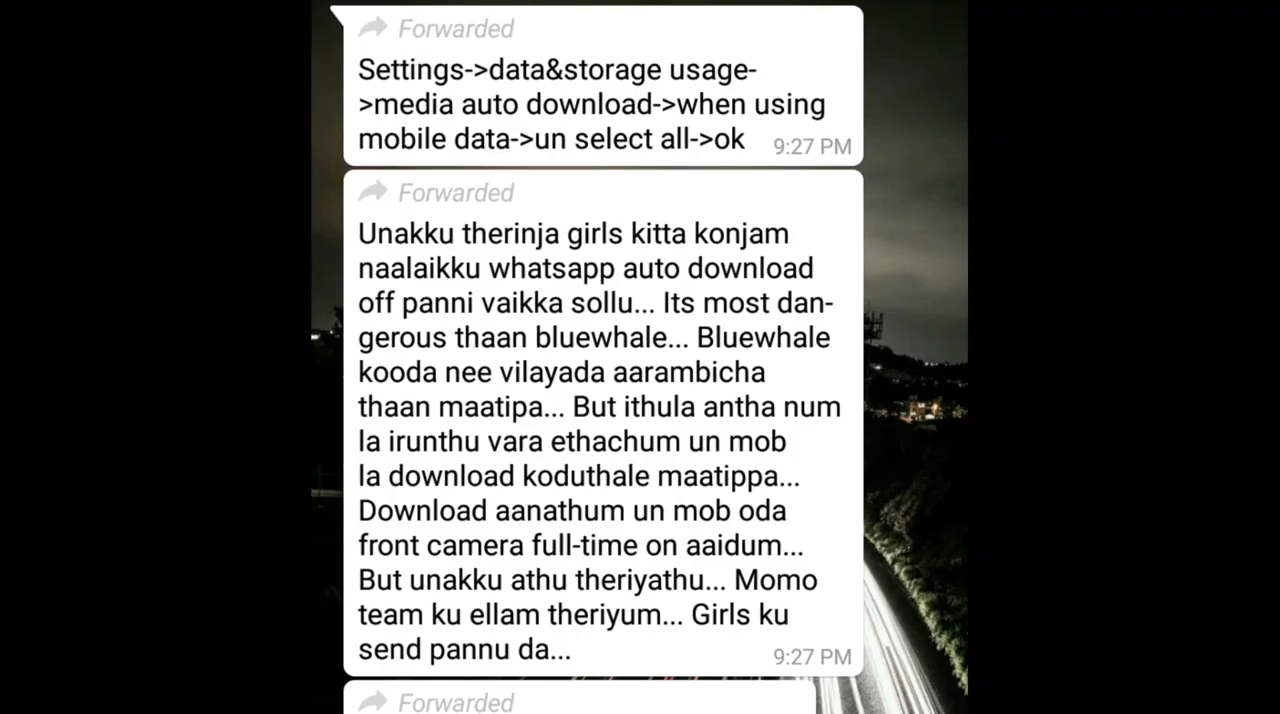 Forwarded
Settings->data&storage usage-
>media auto download->when using
mobile data->un select all->ok 9:27 PM
Forwarded
Unakku therinja girls kitta konjam
naalaikku whatsapp auto download
off panni vaikka sollu... Its most dan-
gerous thaan bluewhale... Bluewhale
kooda nee vilayada aarambicha
thaan maatipa... But ithula antha num
la irunthu vara ethachum un mob
la download koduthale maatippa...
Download aanathum un mob oda
front camera full-time on aaidum...
But unakku athu theriyathu... Momo
team ku ellam theriyum... Girls ku
send pannu da... 9:27 PM
Forwarded